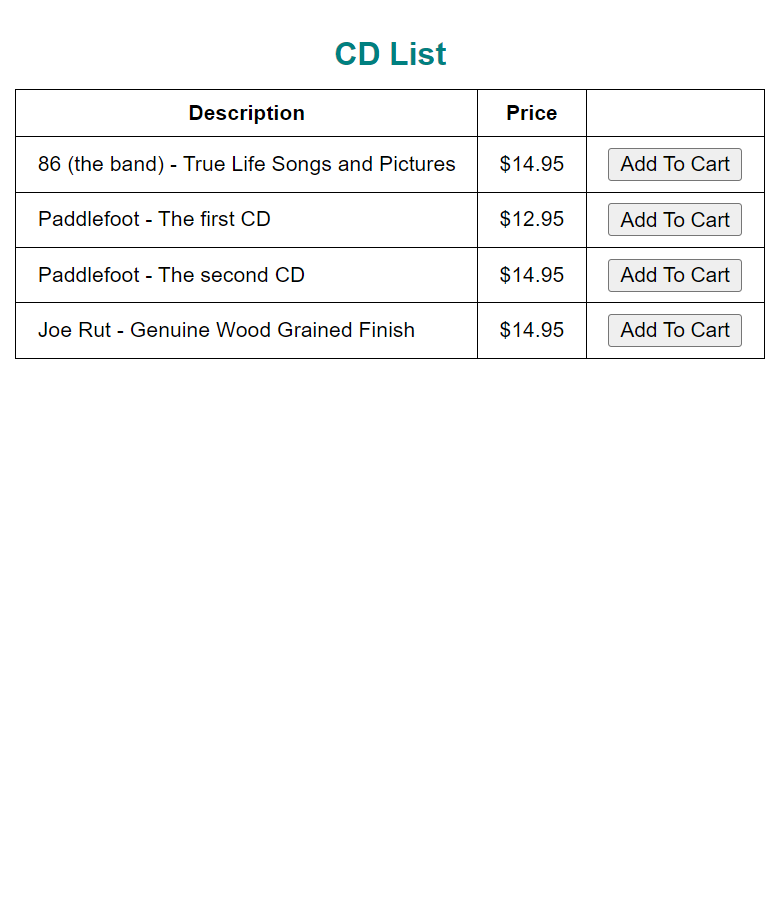 CD List
Description Price
86 (the band) - True Life Songs and Pictures $14.95 Add To Cart
Paddlefoot - The first CD $12.95 Add To Cart
Paddlefoot - The second CD $14.95 Add To Cart
Joe Rut - Genuine Wood Grained Finish $14.95 Add To Cart